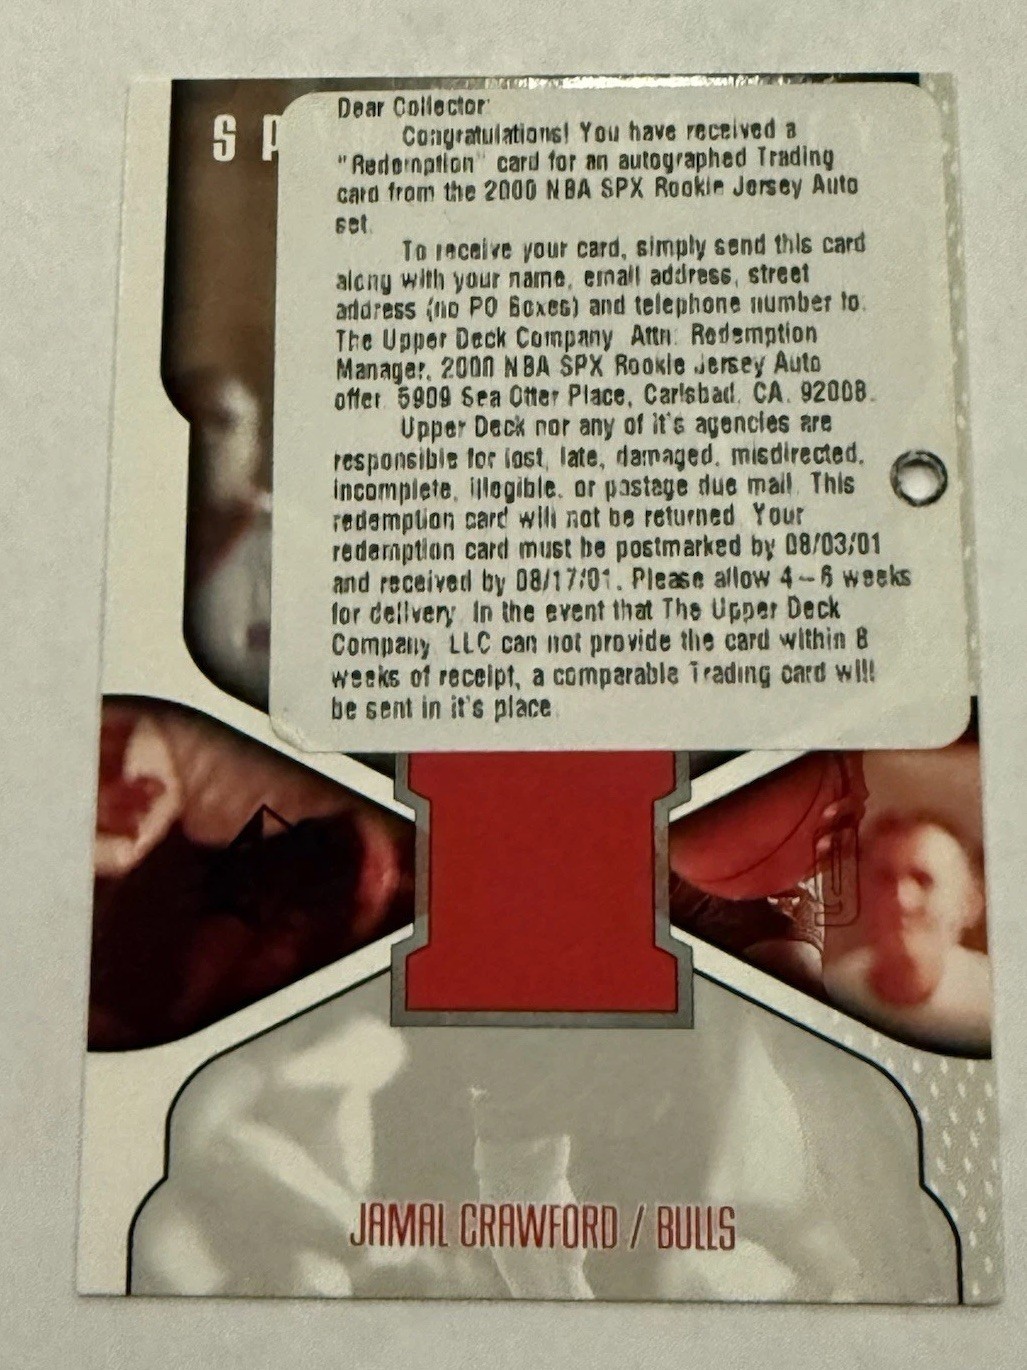 SP
Dear Collector:
Congratulations! You have received a
"Redemption" card for an autographed Trading
card from the 2000 NBA SPX Rookie Jersey Auto
set.
To receive your card, simply send this card
along with your name, email address, street
address (no PO Boxes) and telephone number to:
The Upper Deck Company Attn: Redemption
Manager, 2000 NBA SPX Rookie Jersey Auto
offer. 5909 Sea Otter Place, Carlsbad, CA. 92008.
Upper Deck nor any of it's agencies are
responsible for lost, late, damaged, misdirected,
incomplete, illegible, or postage due mail. This
redemption card will not be returned. Your
redemption card must be postmarked by 08/03/01
and received by 08/17/01. Please allow 4-6 weeks
for delivery. In the event that The Upper Deck
Company, LLC can not provide the card within 8
weeks of receipt, a comparable Trading card will
be sent in it's place.
JAMAL CRAWFORD / BULLS